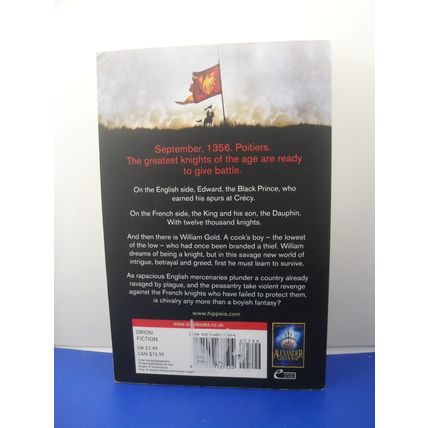 September, 1356. Poitiers.
The greatest knights of the age are ready
to give battle.
On the English side, Edward, the Black Prince, who
earned his spurs at Crécy.
On the French side, the King and his son, the Dauphin.
With twelve thousand knights.
And then there is William Gold. A cook's boy – the lowest
of the low – who had once been branded a thief. William
dreams of being a knight, but in this savage new world of
intrigue, betrayal and greed, first he must learn to survive.
As rapacious English mercenaries plunder a country already
ravaged by plague, and the peasantry take violent revenge
against the French knights who have failed to protect them,
is chivalry any more than a boyish fantasy?
www.hippeis.com
www.orionbooks.co.uk
ORION
FICTION
UK £7.99
CAN $15.99
ALEXANDER